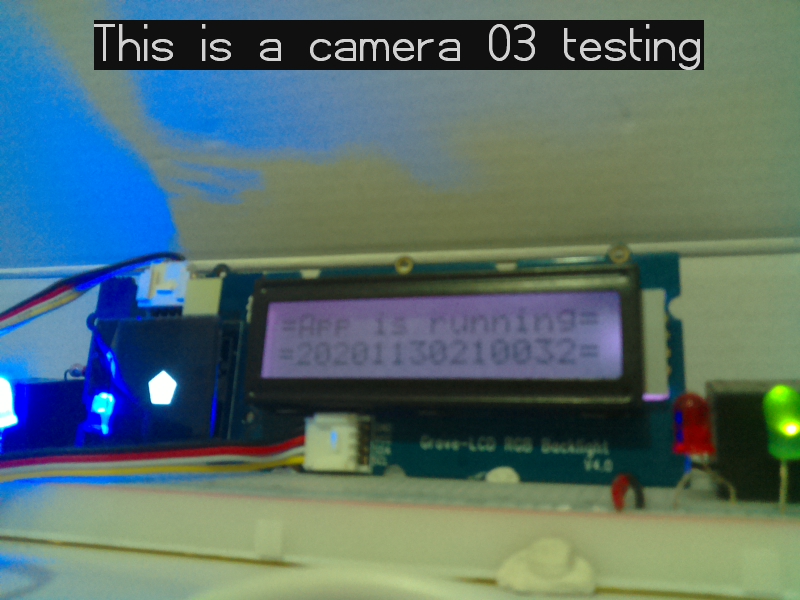 This is a camera 03 testing
=App is running=
=20201130210032=
Grove-LCD RGB Backlight
V4.0